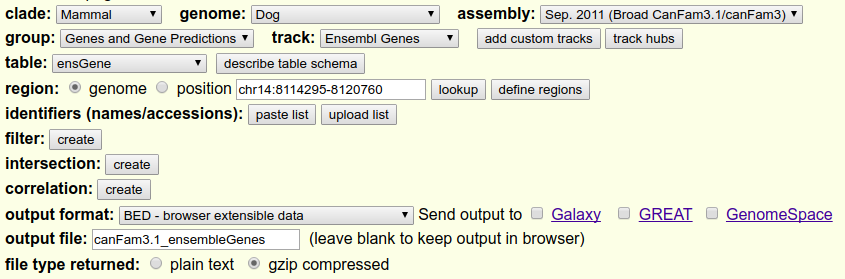 clade: Mammal genome: Dog assembly: Sep. 2011 (Broad CanFam3.1/canFam3)
group: Genes and Gene Predictions track: Ensembl Genes add custom tracks track hubs
table: ensGene describe table schema
region: genome position chr14:8114295-8120760 lookup define regions
identifiers (names/accessions): paste list upload list
filter: create
intersection: create
correlation: create
output format: BED - browser extensible data Send output to Galaxy GREAT GenomeSpace
output file: canFam3.1_ensembleGenes (leave blank to keep output in browser)
file type returned: plain text gzip compressed